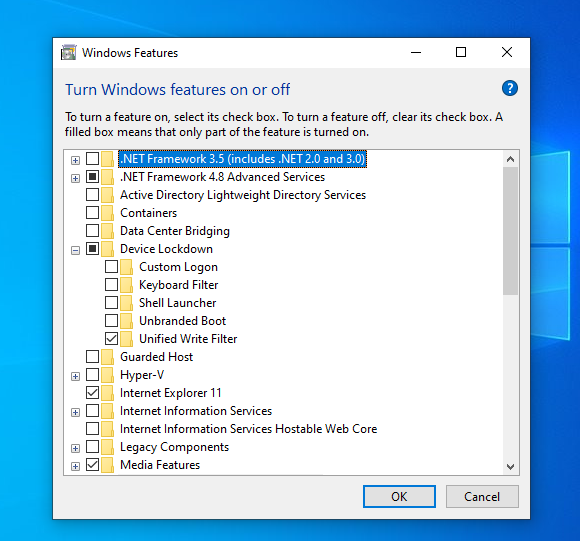 Windows Features
Turn Windows features on or off
?
To turn a feature on, select its check box. To turn a feature off, clear its check box. A
filled box means that only part of the feature is turned on.
.NET Framework 3.5 (includes .NET 2.0 and 3.0)
.NET Framework 4.8 Advanced Services
Active Directory Lightweight Directory Services
Containers
Data Center Bridging
Device Lockdown
Custom Logon
Keyboard Filter
Shell Launcher
Unbranded Boot
Unified Write Filter
Guarded Host
Hyper-V
Internet Explorer 11
Internet Information Services
Internet Information Services Hostable Web Core
Legacy Components
Media Features
OK
Cancel